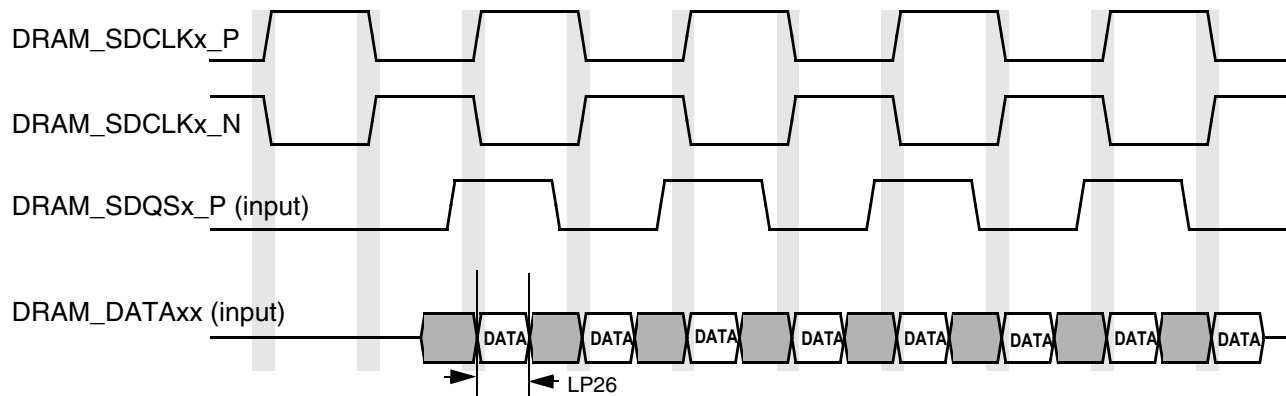 DRAM_SDCLKx_P
DRAM_SDCLKx_N
DRAM_SDQSx_P (input)
DRAM_DATAxx (input)
DATA DATA DATA DATA DATA DATA DATA DATA
LP26